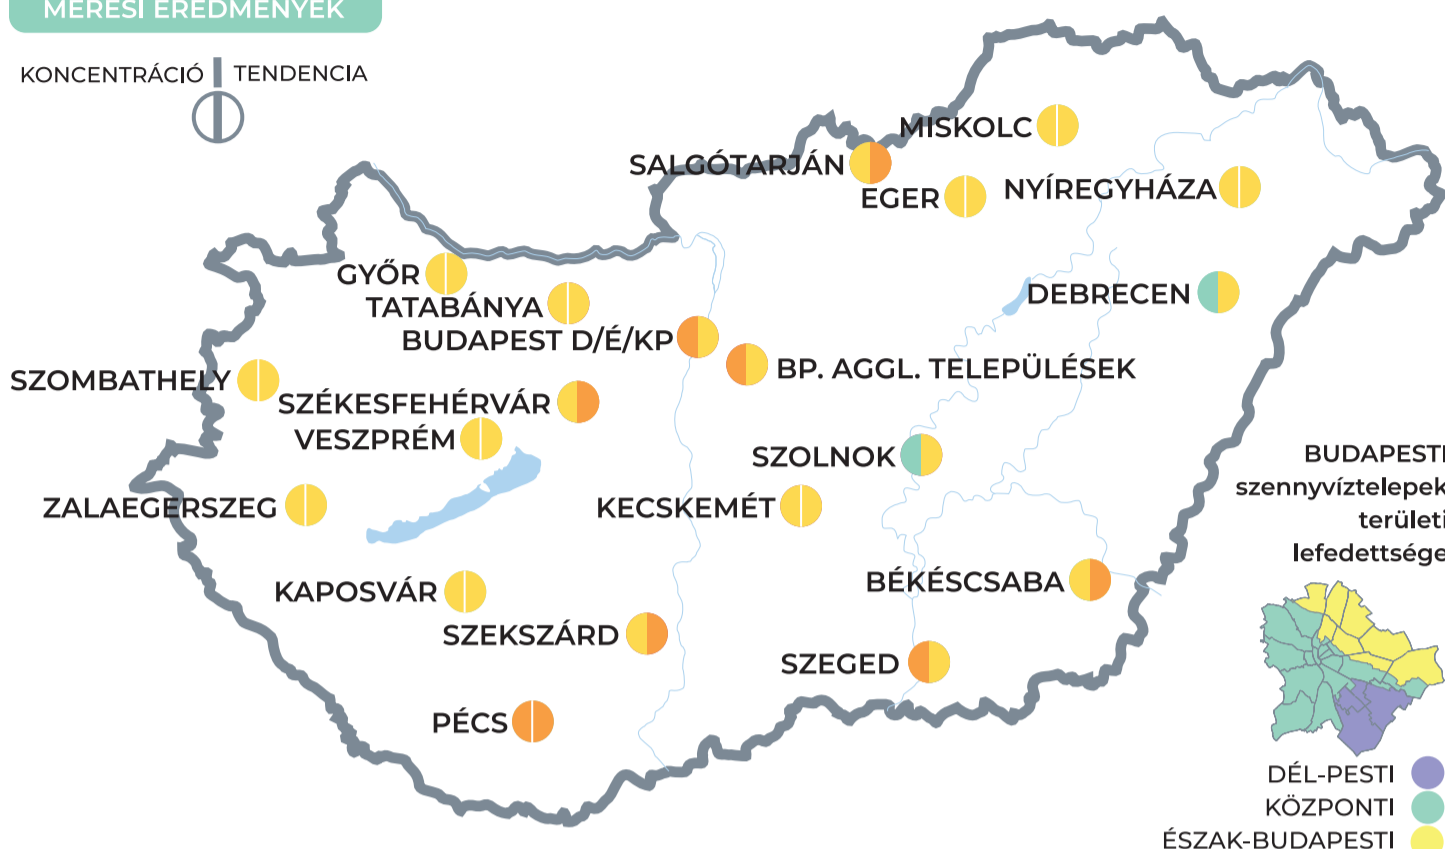 MÉRÉSI EREDMÉNYEK
KONCENTRÁCIÓ TENDENCIA
MISKOLC
SALGÓTARJÁN
EGER
NYÍREGYHÁZA
GYŐR
TATABÁNYA
DEBRECEN
BUDAPEST D/É/KP
BP. AGGL. TELEPÜLÉSEK
SZOMBATHELY
SZÉKESFEHÉRVÁR
VESZPRÉM
SZOLNOK
ZALAEGERSZEG
KECSKEMÉT
BÉKÉSCSABA
KAPOSVÁR
SZEKSZÁRD
SZEGED
PÉCS
BUDAPESTI
szennyvíztelepek
területi
lefedettsége
DÉL-PESTI
KÖZPONTI
ÉSZAK-BUDAPESTI